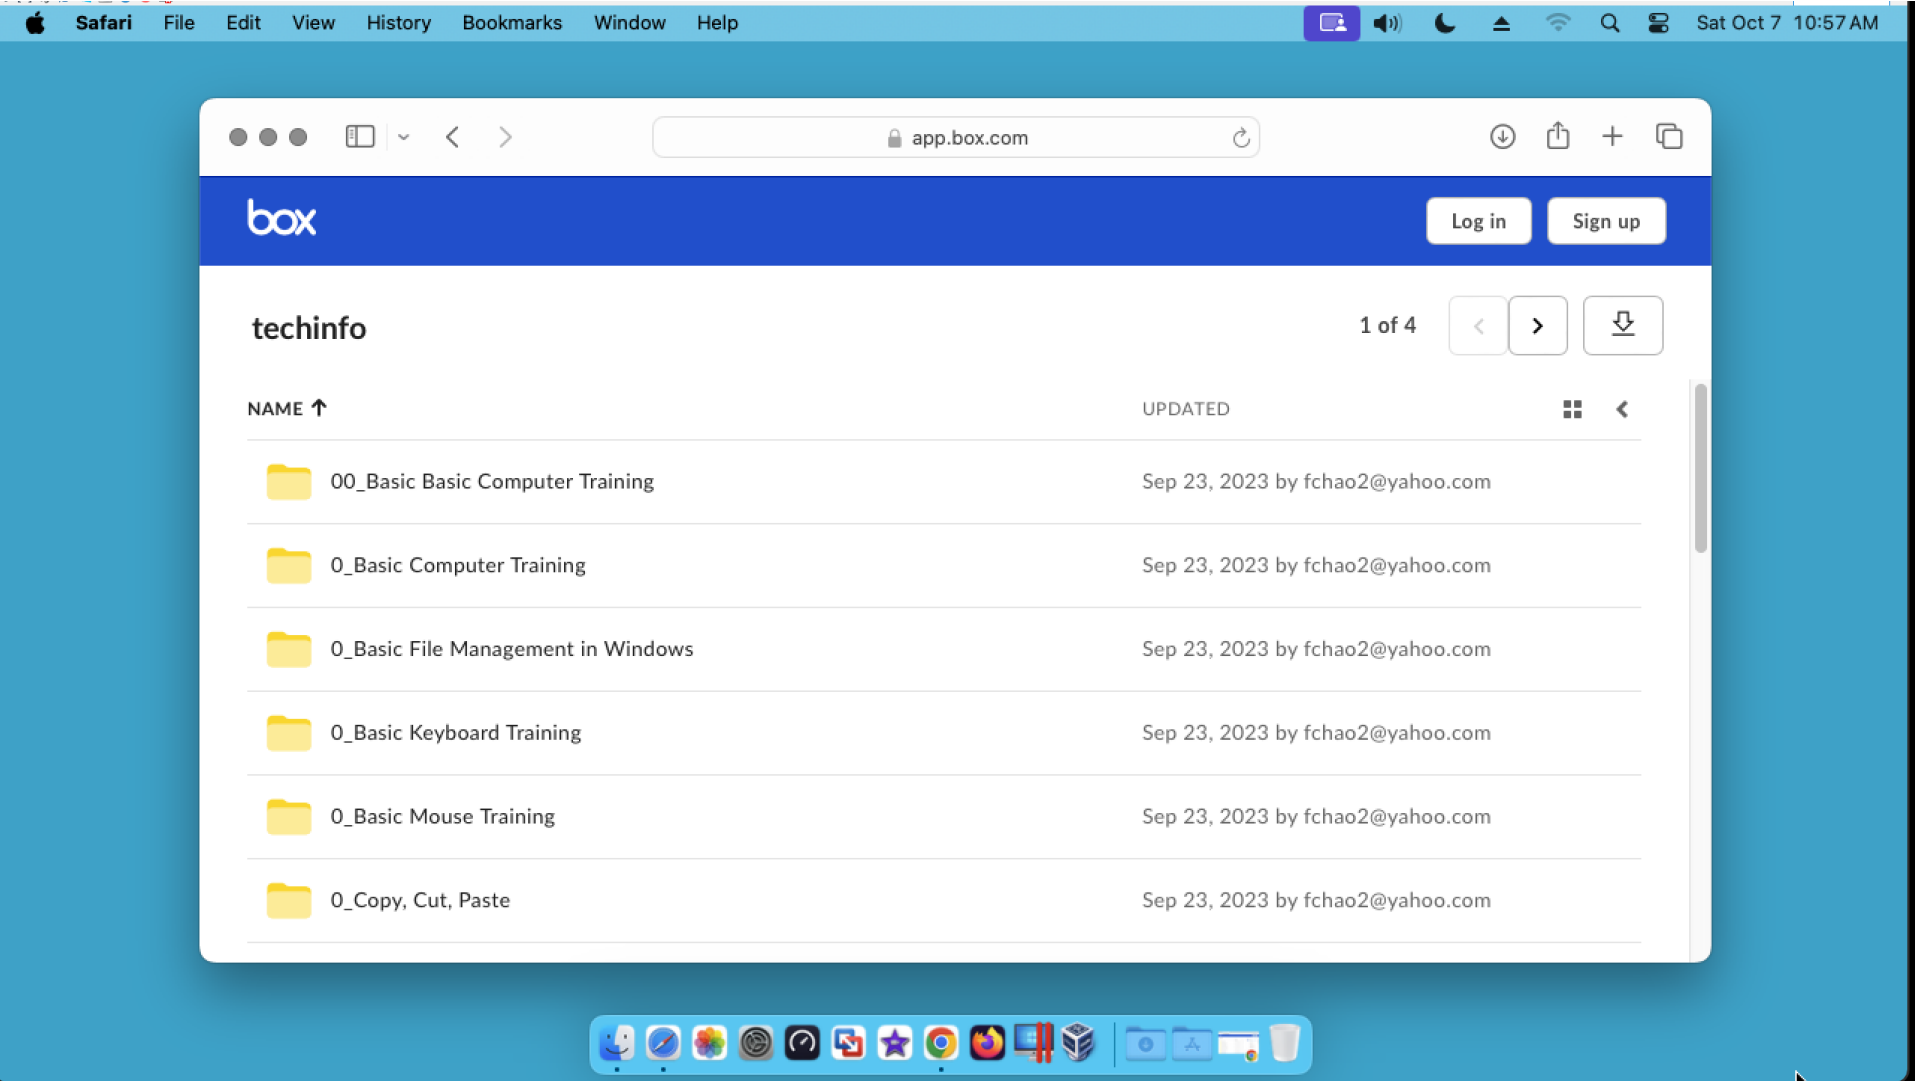 Safari File Edit View History Bookmarks Window Help Sat Oct 7 10:57 AM
app.box.com
box Log in Sign up
techinfo 1 of 4
NAME UPDATED
00_Basic Basic Computer Training Sep 23, 2023 by fchao2@yahoo.com
0_Basic Computer Training Sep 23, 2023 by fchao2@yahoo.com
0_Basic File Management in Windows Sep 23, 2023 by fchao2@yahoo.com
0_Basic Keyboard Training Sep 23, 2023 by fchao2@yahoo.com
0_Basic Mouse Training Sep 23, 2023 by fchao2@yahoo.com
0_Copy, Cut, Paste Sep 23, 2023 by fchao2@yahoo.com